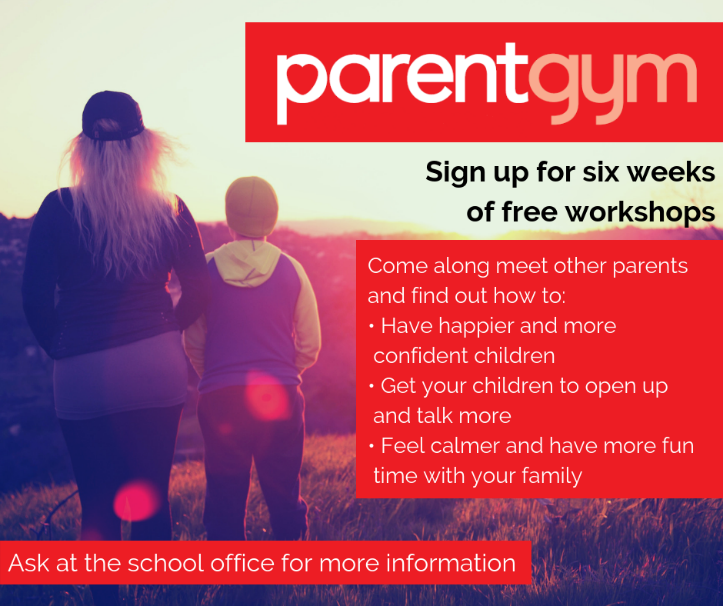 parentgym
Sign up for six weeks
of free workshops
Come along meet other parents
and find out how to:
• Have happier and more
confident children
• Get your children to open up
and talk more
• Feel calmer and have more fun
time with your family
Ask at the school office for more information